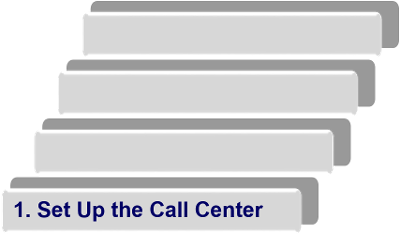 1. Set Up the Call Center